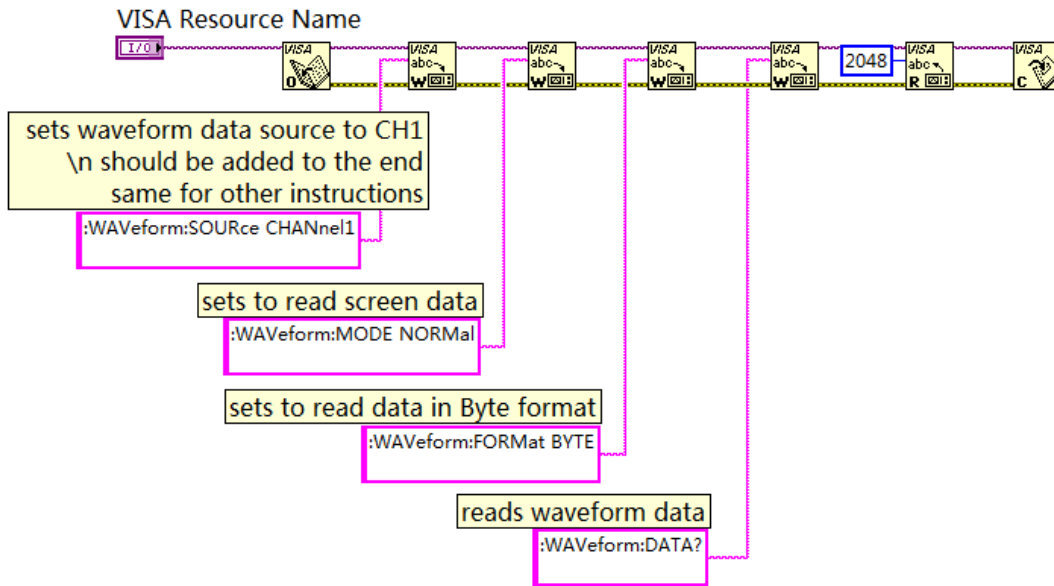 VISA Resource Name
I/O
VISA
O
VISA
abc
W
VISA
abc
W
VISA
abc
W
VISA
abc
W
2048
VISA
abc
R
VISA
C
sets waveform data source to CH1
\n should be added to the end
same for other instructions
:WAVeform:SOURce CHANnel1
sets to read screen data
:WAVeform:MODE NORMal
sets to read data in Byte format
:WAVeform:FORMat BYTE
reads waveform data
:WAVeform:DATA?